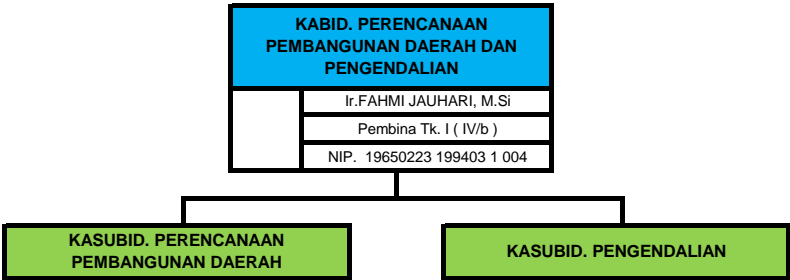 KABID. PERENCANAAN
PEMBANGUNAN DAERAH DAN
PENGENDALIAN
Ir.FAHMI JAUHARI, M.Si
Pembina Tk. I ( IV/b )
NIP.  19650223 199403 1 004
KASUBID. PERENCANAAN
PEMBANGUNAN DAERAH
KASUBID. PENGENDALIAN